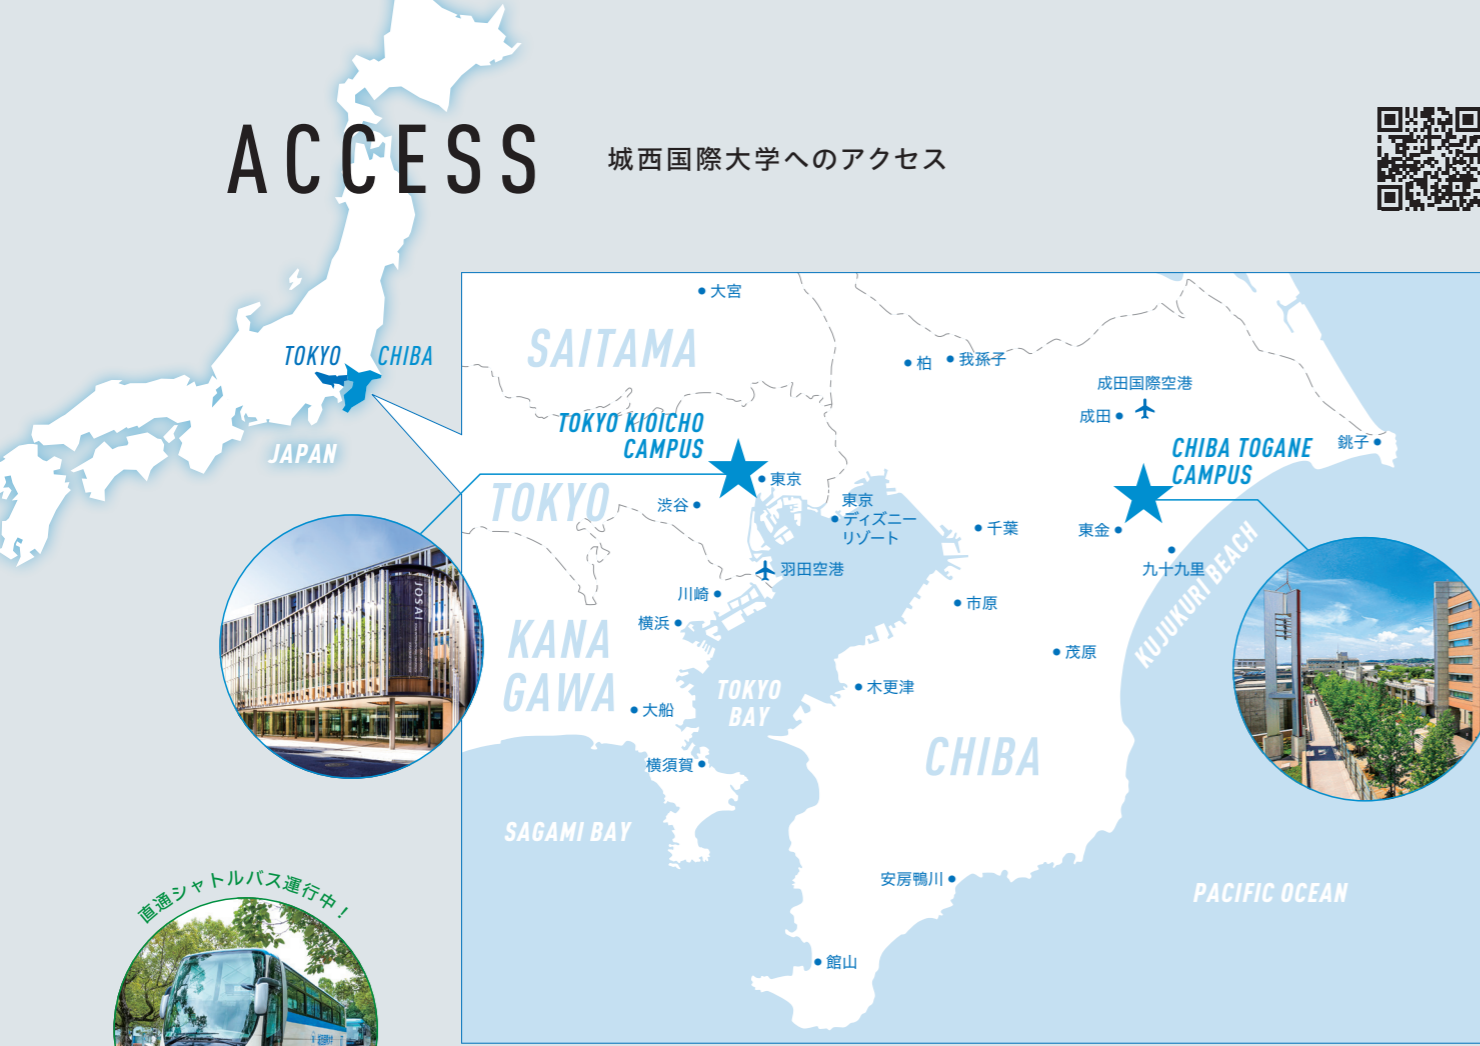 ACCESS
城西国際大学へのアクセス
TOKYO
CHIBA
JAPAN
大宮
SAITAMA
柏
我孫子
成田国際空港
成田
銚子
TOKYO KIOICHO
CAMPUS
CHIBA TOGANE
CAMPUS
東京
TOKYO
渋谷
東京
ディズニー
リゾート
千葉
東金
九十九里
KUJUKURI BEACH
羽田空港
川崎
横浜
市原
KANA
GAWA
茂原
TOKYO
BAY
木更津
大船
CHIBA
横須賀
SAGAMI BAY
安房鴨川
PACIFIC OCEAN
館山
JOSAI
直通シャトルバス運行中！